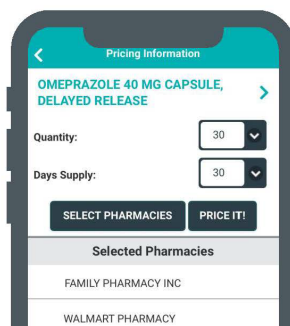 Pricing Information
OMEPRAZOLE 40 MG CAPSULE,
DELAYED RELEASE
Quantity: 30
Days Supply: 30
SELECT PHARMACIES PRICE IT!
Selected Pharmacies
FAMILY PHARMACY INC
WALMART PHARMACY